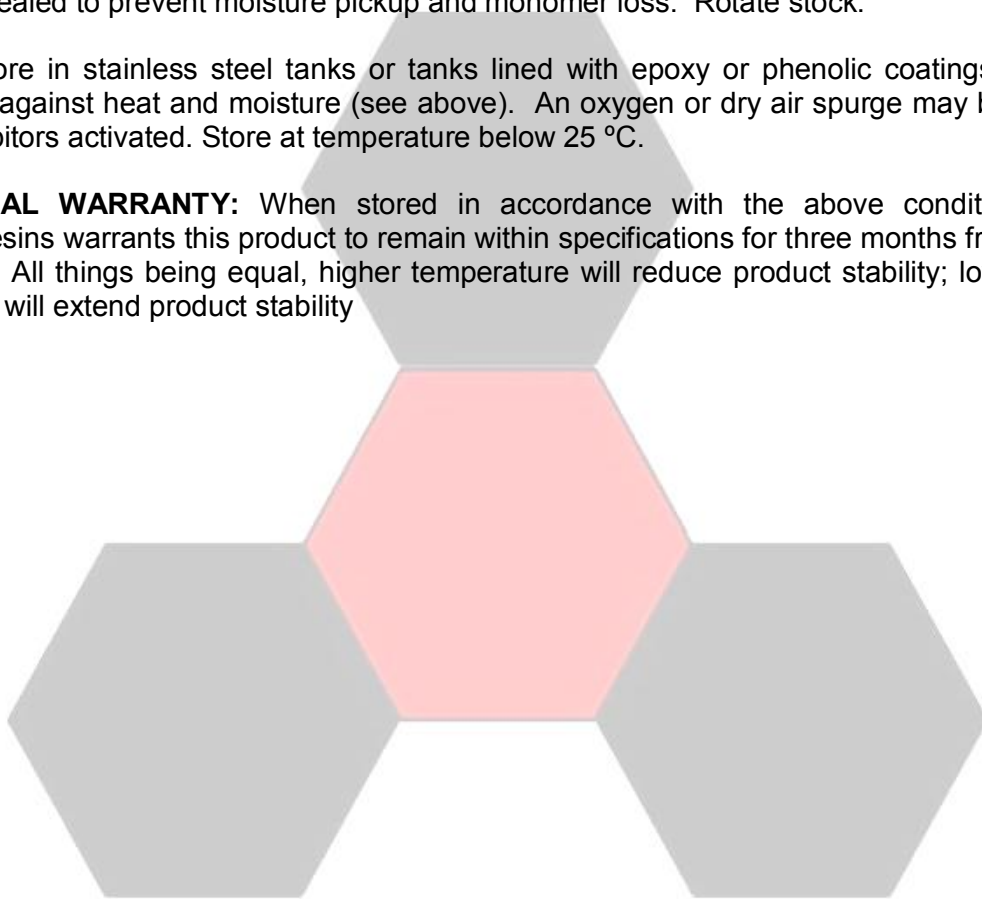 ealed to prevent moisture pickup and monomer loss. Rotate stock.
ore in stainless steel tanks or tanks lined with epoxy or phenolic coatings
against heat and moisture (see above). An oxygen or dry air spurge may b
bitors activated. Store at temperature below 25 ºC.
AL WARRANTY: When stored in accordance with the above condit
esins warrants this product to remain within specifications for three months fr
All things being equal, higher temperature will reduce product stability; lo
will extend product stability